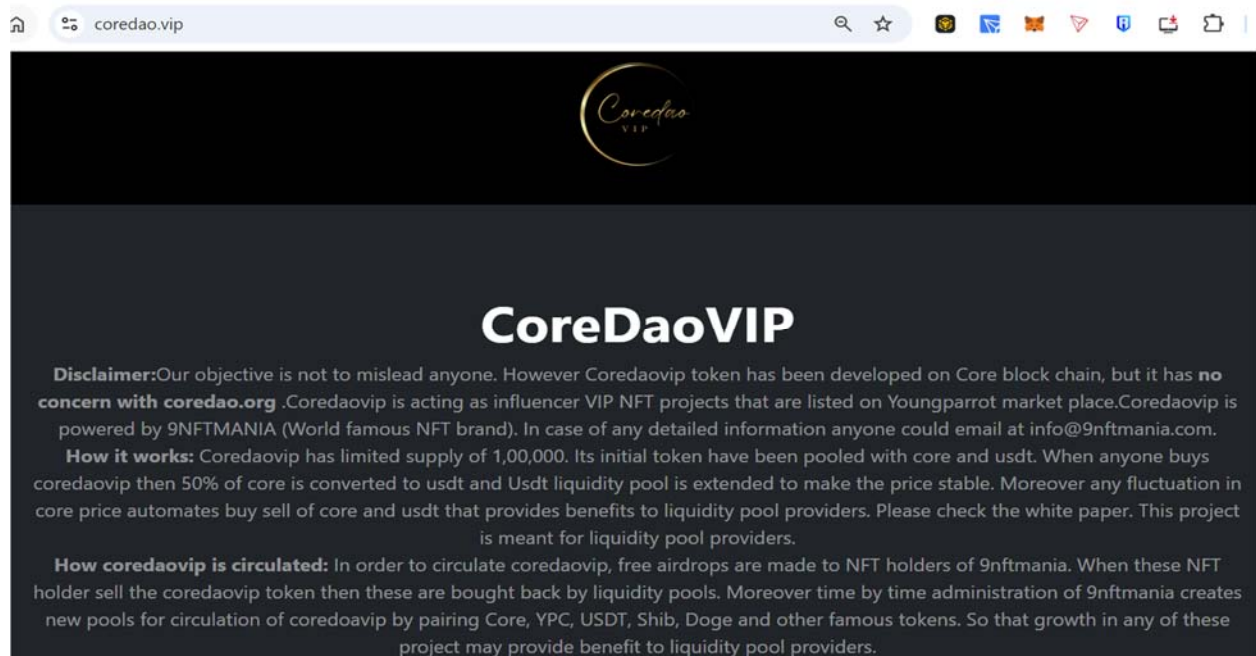 coredao.vip
Coredao
VIP
CoreDaoVIP
Disclaimer:Our objective is not to mislead anyone. However Coredaovip token has been developed on Core block chain, but it has no
concern with coredao.org .Coredaovip is acting as influencer VIP NFT projects that are listed on Youngparrot market place.Coredaovip is
powered by 9NFTMANIA (World famous NFT brand). In case of any detailed information anyone could email at info@9nftmania.com.
How it works: Coredaovip has limited supply of 1,00,000. Its initial token have been pooled with core and usdt. When anyone buys
coredaovip then 50% of core is converted to usdt and Usdt liquidity pool is extended to make the price stable. Moreover any fluctuation in
core price automates buy sell of core and usdt that provides benefits to liquidity pool providers. Please check the white paper. This project
is meant for liquidity pool providers.
How coredaovip is circulated: In order to circulate coredaovip, free airdrops are made to NFT holders of 9nftmania. When these NFT
holder sell the coredaovip token then these are bought back by liquidity pools. Moreover time by time administration of 9nftmania creates
new pools for circulation of coredoavip by pairing Core, YPC, USDT, Shib, Doge and other famous tokens. So that growth in any of these
project may provide benefit to liquidity pool providers.